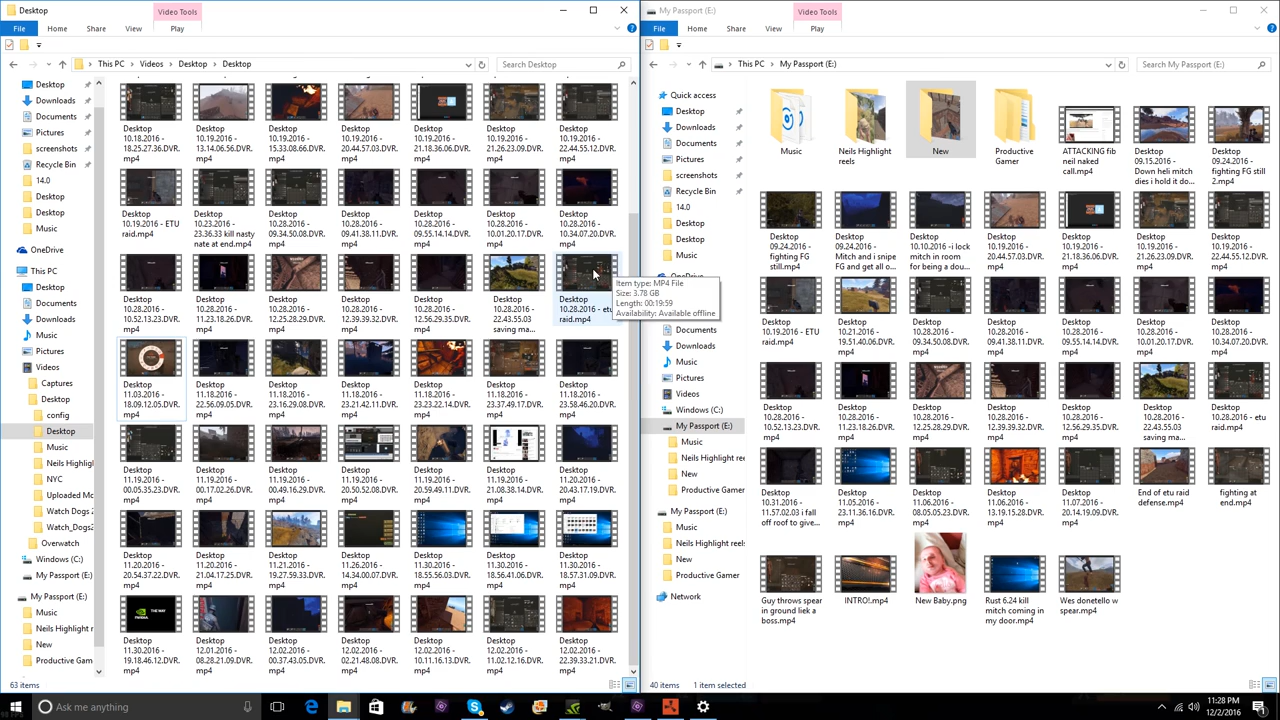 Desktop
Video Tools
File
Home
Share
View
Play
This PC
Videos
Desktop
Desktop
Search Desktop
Desktop
Downloads
Documents
Pictures
screenshots
Recycle Bin
14.0
Desktop
Desktop
Music
OneDrive
This PC
Desktop
Documents
Downloads
Music
Pictures
Videos
Captures
Desktop
config
Desktop
Music
Neils Highlight
NYC
Uploaded Mo
Watch Dogs 2
Watch_Dogs2
Overwatch
Windows (C:)
My Passport (E:)
My Passport (E:)
Music
Neils Highlight r
New
Productive Gam
Desktop
10.18.2016 -
18.25.27.36.DVR.
mp4
Desktop
10.19.2016 -
13.14.06.56.DVR.
mp4
Desktop
10.19.2016 -
15.33.08.66.DVR.
mp4
Desktop
10.19.2016 -
20.44.57.03.DVR.
mp4
Desktop
10.19.2016 -
21.18.36.06.DVR.
mp4
Desktop
10.19.2016 -
21.26.23.09.DVR.
mp4
Desktop
10.19.2016 -
22.44.55.12.DVR.
mp4
Desktop
10.19.2016 - ETU
raid.mp4
Desktop
10.23.2016 -
23.36.33 kill nasty
nate at end.mp4
Desktop
10.28.2016 -
09.34.50.08.DVR.
mp4
Desktop
10.28.2016 -
09.41.38.11.DVR.
mp4
Desktop
10.28.2016 -
09.55.14.14.DVR.
mp4
Desktop
10.28.2016 -
10.01.20.17.DVR.
mp4
Desktop
10.28.2016 -
10.34.07.20.DVR.
mp4
Desktop
10.28.2016 -
10.52.13.23.DVR.
mp4
Desktop
10.28.2016 -
11.23.18.26.DVR.
mp4
Desktop
10.28.2016 -
12.25.28.29.DVR.
mp4
Desktop
10.28.2016 -
12.39.39.32.DVR.
mp4
Desktop
10.28.2016 -
12.56.29.35.DVR.
mp4
Desktop
10.28.2016 -
22.43.55.03
saving ma...
Desktop
10.28.2016 - etu
raid.mp4
Item type: MP4 File
Size: 3.78 GB
Length: 00:19:59
Availability: Available offline
Desktop
11.03.2016 -
18.09.12.05.DVR.
mp4
Desktop
11.18.2016 -
22.56.09.05.DVR.
mp4
Desktop
11.18.2016 -
23.16.47.08.DVR.
mp4
Desktop
11.18.2016 -
23.21.42.11.DVR.
mp4
Desktop
11.18.2016 -
23.23.22.14.DVR.
mp4
Desktop
11.18.2016 -
23.37.49.17.DVR.
mp4
Desktop
11.18.2016 -
23.58.46.20.DVR.
mp4
Desktop
11.19.2016 -
00.05.35.23.DVR.
mp4
Desktop
11.19.2016 -
00.17.02.26.DVR.
mp4
Desktop
11.19.2016 -
00.49.16.29.DVR.
mp4
Desktop
11.19.2016 -
20.50.52.08.DVR.
mp4
Desktop
11.19.2016 -
20.59.49.11.DVR.
mp4
Desktop
11.19.2016 -
21.08.38.14.DVR.
mp4
Desktop
11.19.2016 -
20.43.17.19.DVR.
mp4
Desktop
11.20.2016 -
20.54.37.22.DVR.
mp4
Desktop
11.20.2016 -
21.04.17.25.DVR.
mp4
Desktop
11.21.2016 -
19.27.59.33.DVR.
mp4
Desktop
11.26.2016 -
14.34.00.07.DVR.
mp4
Desktop
11.30.2016 -
18.55.56.03.DVR.
mp4
Desktop
11.30.2016 -
18.56.41.06.DVR.
mp4
Desktop
11.30.2016 -
18.57.31.09.DVR.
mp4
Desktop
11.30.2016 -
19.18.46.12.DVR.
mp4
Desktop
12.01.2016 -
08.28.21.09.DVR.
mp4
Desktop
12.02.2016 -
00.37.43.05.DVR.
mp4
Desktop
12.02.2016 -
02.21.48.08.DVR.
mp4
Desktop
12.02.2016 -
10.11.16.13.DVR.
mp4
Desktop
12.02.2016 -
11.02.12.16.DVR.
mp4
Desktop
12.02.2016 -
22.39.33.21.DVR.
mp4
63 items
My Passport (E:)
Video Tools
File
Home
Share
View
Play
This PC
My Passport (E:)
Search My Passport (E:)
Quick access
Desktop
Downloads
Documents
Pictures
screenshots
Recycle Bin
14.0
Desktop
Desktop
Music
OneDrive
Documents
Downloads
Music
Pictures
Videos
Windows (C:)
My Passport (E:)
Music
Neils Highlight ree
New
Productive Gamer
My Passport (E:)
Music
Neils Highlight reels
New
Productive Gamer
Network
Music
Neils Highlight
reels
New
Productive
Gamer
ATTACKING fib
neil naked
call.mp4
Desktop
09.15.2016 -
Down heli mitch
dies i hold it do...
Desktop
09.24.2016 -
fighting FG still
2.mp4
Desktop
09.24.2016 -
fighting FG
still.mp4
Desktop
09.24.2016 -
Mitch and i snipe
FG and get all o...
Desktop
10.10.2016 -i lock
mitch in room
for being a dou...
Desktop
10.19.2016 -
20.44.57.03.DVR.
mp4
Desktop
10.19.2016 -
21.18.36.06.DVR.
mp4
Desktop
10.19.2016 -
21.26.23.09.DVR.
mp4
Desktop
10.19.2016 -
22.44.55.12.DVR.
mp4
Desktop
10.19.2016 - ETU
raid.mp4
Desktop
10.21.2016 -
19.51.40.06.DVR.
mp4
Desktop
10.28.2016 -
09.34.50.08.DVR.
mp4
Desktop
10.28.2016 -
09.41.38.11.DVR.
mp4
Desktop
10.28.2016 -
09.55.14.14.DVR.
mp4
Desktop
10.28.2016 -
10.01.20.17.DVR.
mp4
Desktop
10.28.2016 -
10.34.07.20.DVR.
mp4
Desktop
10.28.2016 -
10.52.13.23.DVR.
mp4
Desktop
10.28.2016 -
11.23.18.26.DVR.
mp4
Desktop
10.28.2016 -
12.25.28.29.DVR.
mp4
Desktop
10.28.2016 -
12.39.39.32.DVR.
mp4
Desktop
10.28.2016 -
12.56.29.35.DVR.
mp4
Desktop
10.28.2016 -
22.43.55.03
saving ma...
Desktop
10.28.2016 - etu
raid.mp4
Desktop
10.31.2016 -
11.57.02.03 i fall
off roof to give...
Desktop
11.05.2016 -
23.11.36.16.DVR.
mp4
Desktop
11.06.2016 -
08.05.05.23.DVR.
mp4
Desktop
11.06.2016 -
13.19.15.28.DVR.
mp4
Desktop
11.07.2016 -
20.14.19.09.DVR.
mp4
End of etu raid
defense.mp4
fighting at
end.mp4
Guy throws spear
in ground liek a
boss.mp4
INTRO!.mp4
New Baby.png
Rust 6.24 kill
mitch coming in
my door.mp4
Wes donetello w
spear.mp4
40 items
1 item selected
Ask me anything
11:28 PM
12/2/2016